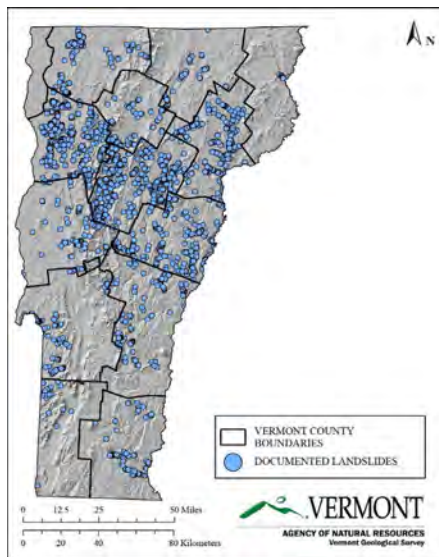 N
VERMONT COUNTY
BOUNDARIES
DOCUMENTED LANDSLIDES
0 12.5 25 50 Miles
0 20 40 80 Kilometers
VERMONT
AGENCY OF NATURAL RESOURCES
Vermont Geological Survey